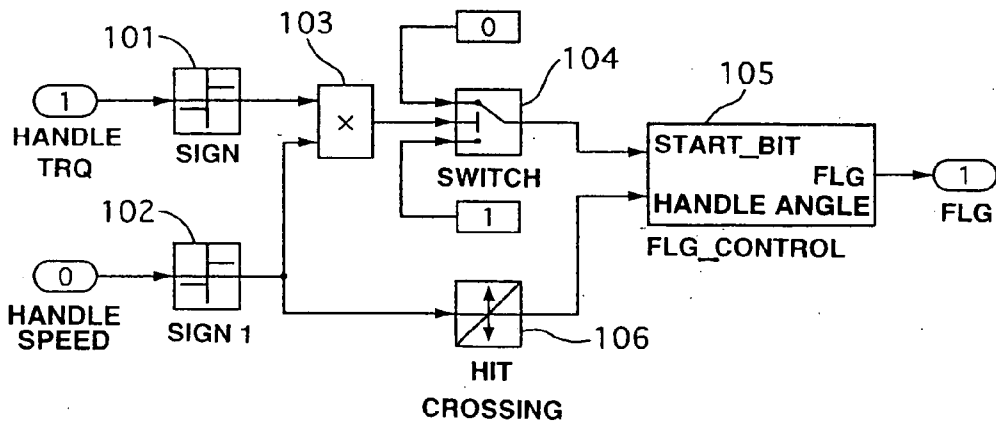 101
103
0
104
105
1
HANDLE
TRQ
SIGN
×
SWITCH
START_BIT
FLG
HANDLE ANGLE
FLG_CONTROL
1
FLG
102
1
0
HANDLE
SPEED
SIGN 1
106
HIT
CROSSING